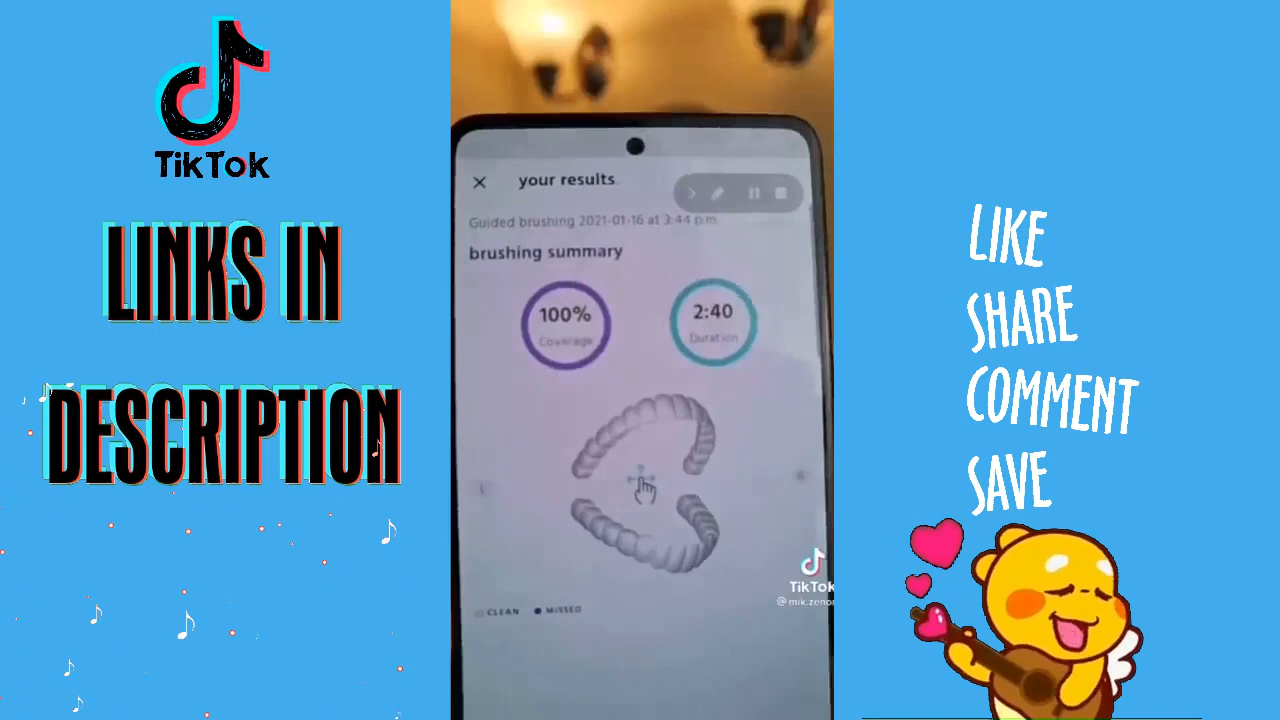 TikTok
LINKS IN
DESCRIPTION
your results
Guided brushing 2021-01-16 at 3:44 p.m.
brushing summary
100%
Coverage
2:40
Duration
L
R
CLEAN
MISSED
TikTok
LIKE
SHARE
COMMENT
SAVE